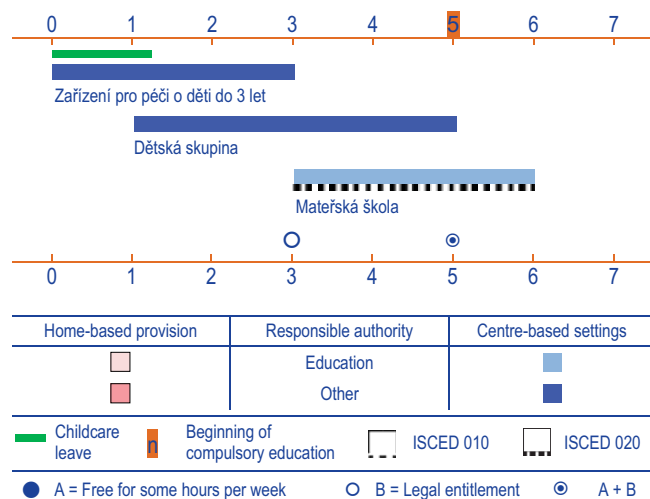 0 1 2 3 4 5 6 7
Zařízení pro péči o děti do 3 let
Dětská skupina
Mateřská škola
0 1 2 3 4 5 6 7
Home-based provision Responsible authority Centre-based settings
Education
Other
Childcare leave
n Beginning of compulsory education
ISCED 010
ISCED 020
A = Free for some hours per week B = Legal entitlement A + B